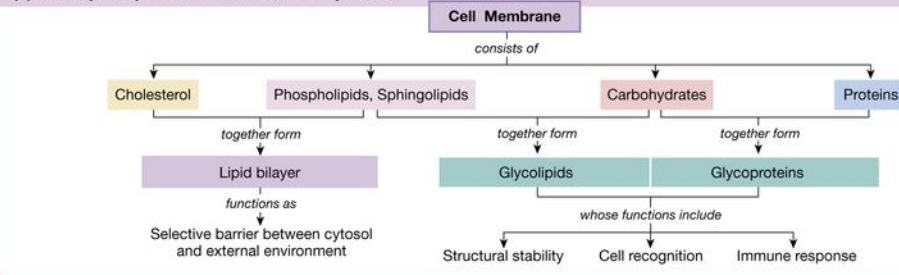 Cell Membrane
consists of
Cholesterol
Phospholipids, Sphingolipids
Carbohydrates
Proteins
together form
together form
together form
Lipid bilayer
Glycolipids
Glycoproteins
functions as
whose functions include
Selective barrier between cytosol
and external environment
Structural stability
Cell recognition
Immune response